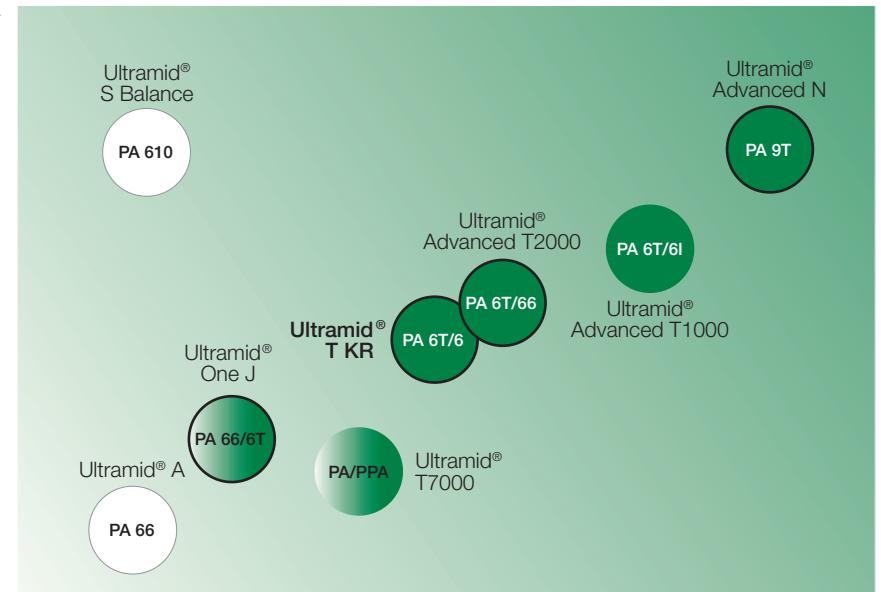 Ultramid®
S Balance
PA 610
Ultramid®
Advanced N
PA 9T
Ultramid®
Advanced T2000
PA 6T/66
PA 6T/6I
Ultramid®
Advanced T1000
Ultramid®
T KR
PA 6T/6
Ultramid®
One J
PA 66/6T
PA/PPA
Ultramid®
T7000
Ultramid® A
PA 66